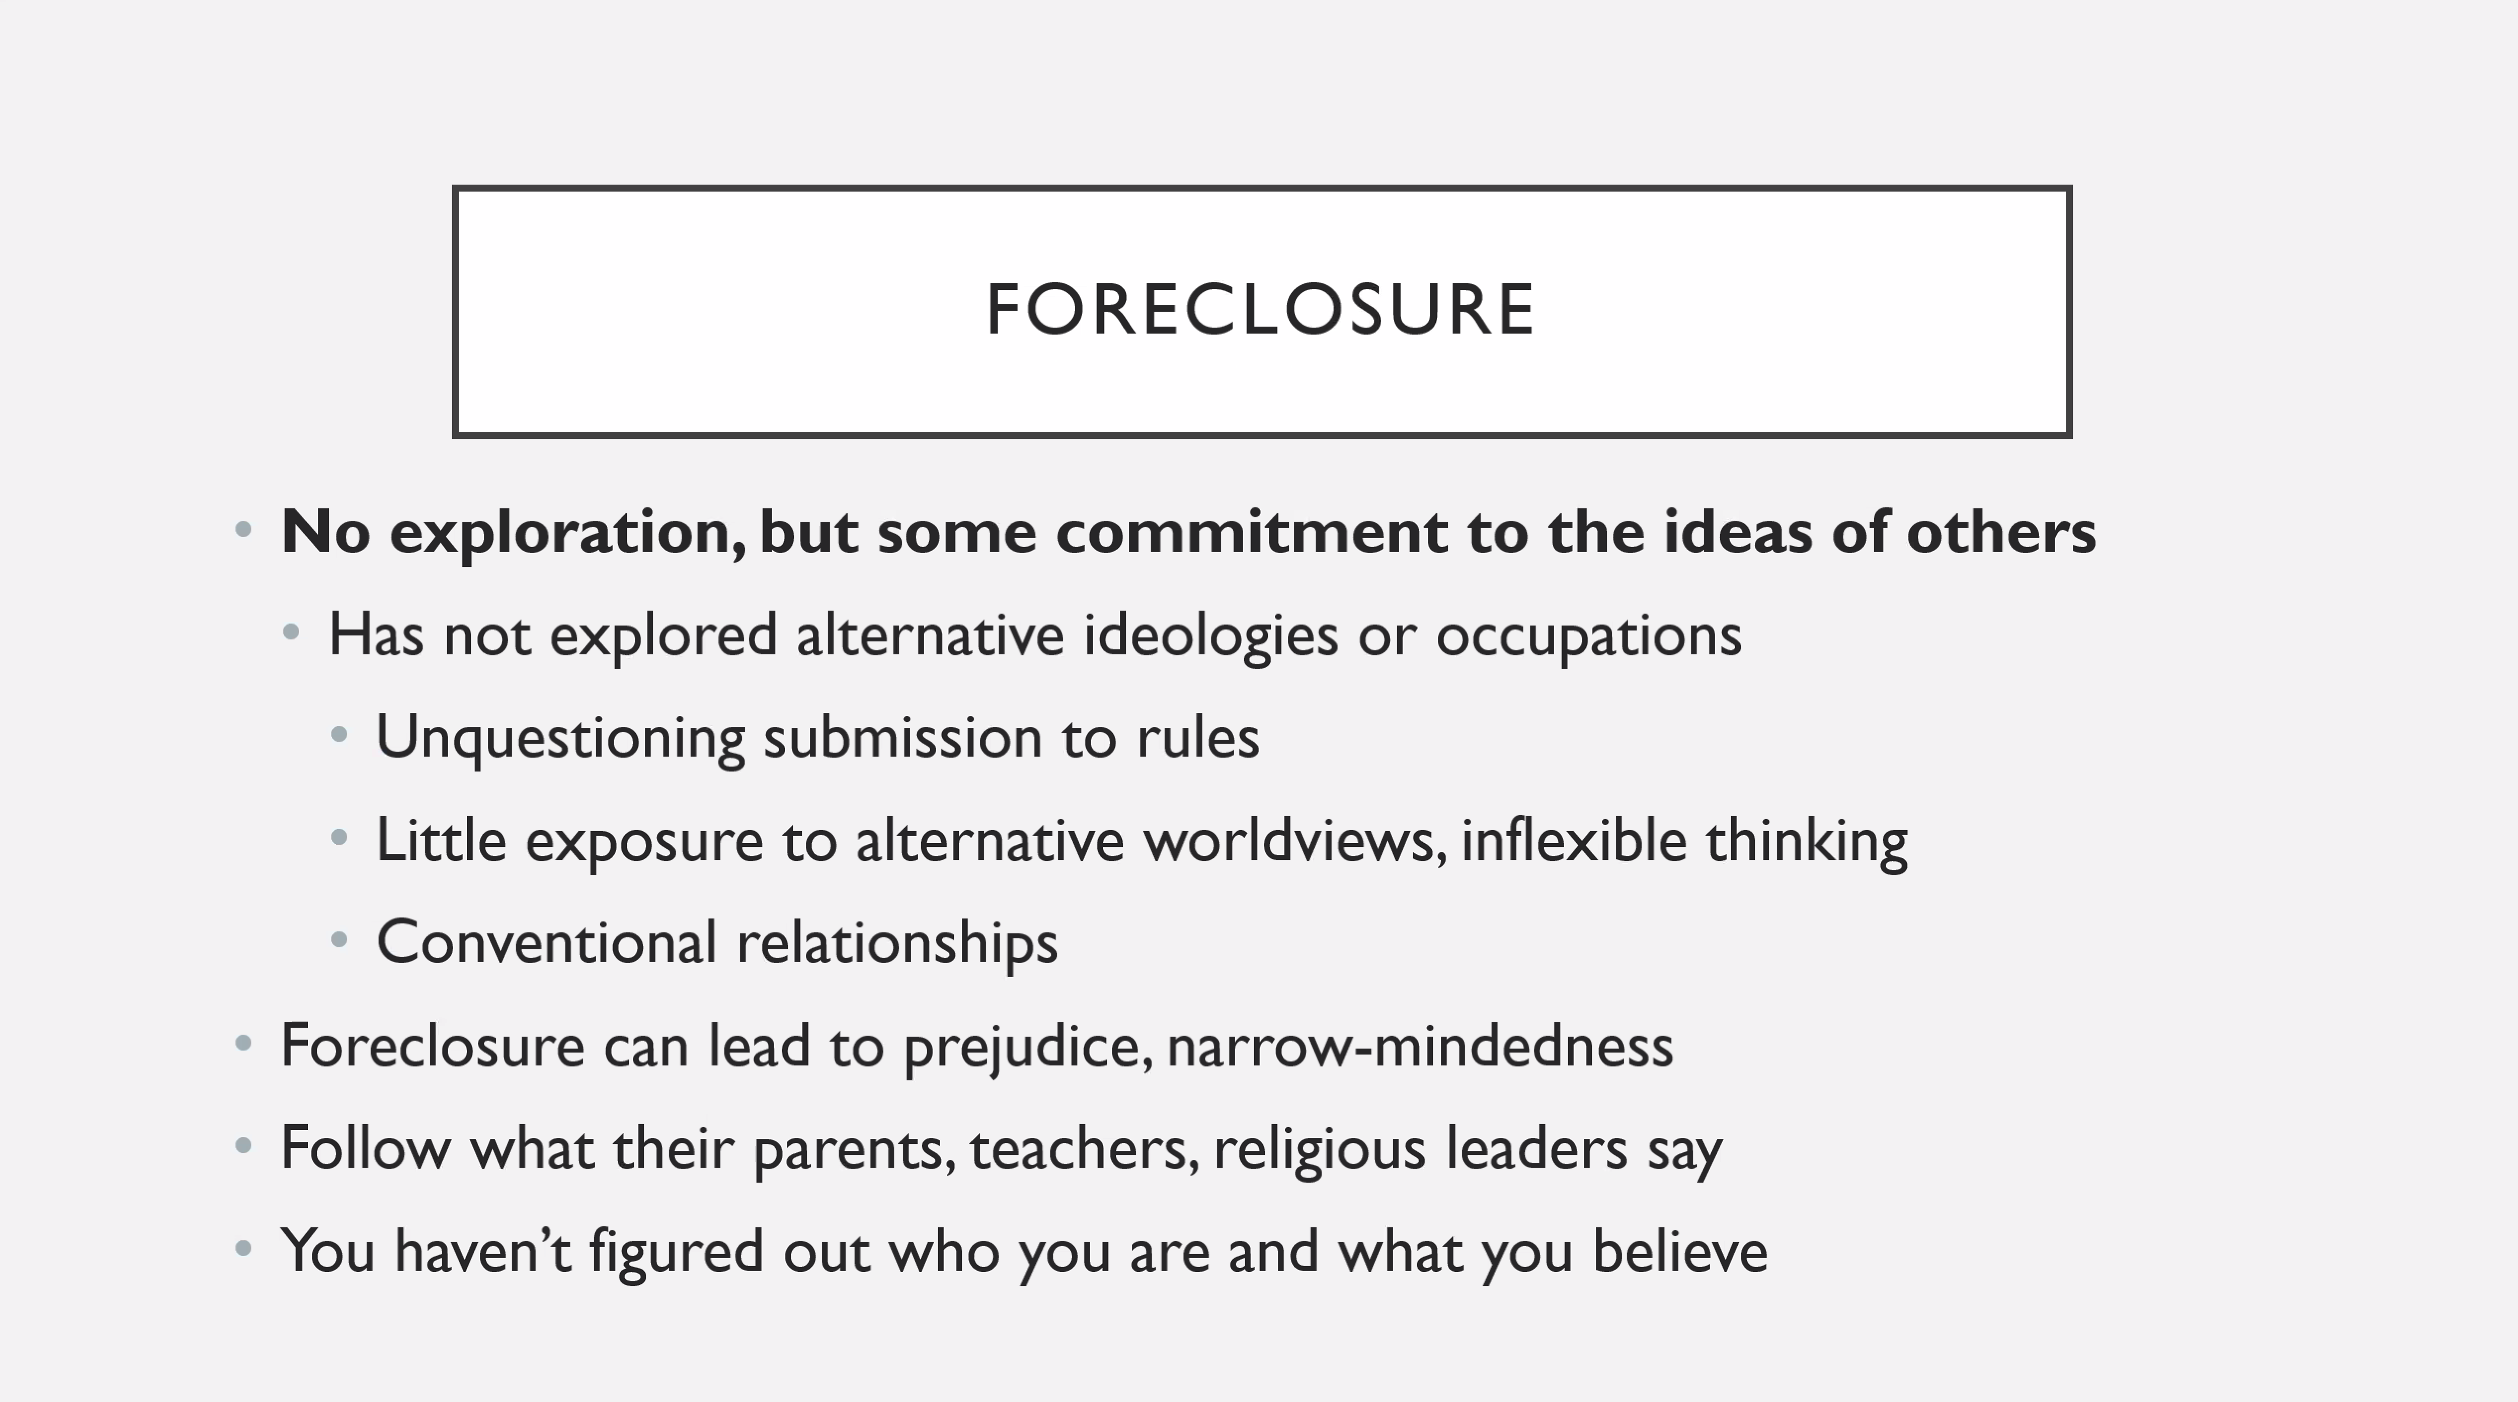 FORECLOSURE
No exploration, but some commitment to the ideas of others
Has not explored alternative ideologies or occupations
Unquestioning submission to rules
Little exposure to alternative worldviews, inflexible thinking
Conventional relationships
Foreclosure can lead to prejudice, narrow-mindedness
Follow what their parents, teachers, religious leaders say
You haven’t figured out who you are and what you believe